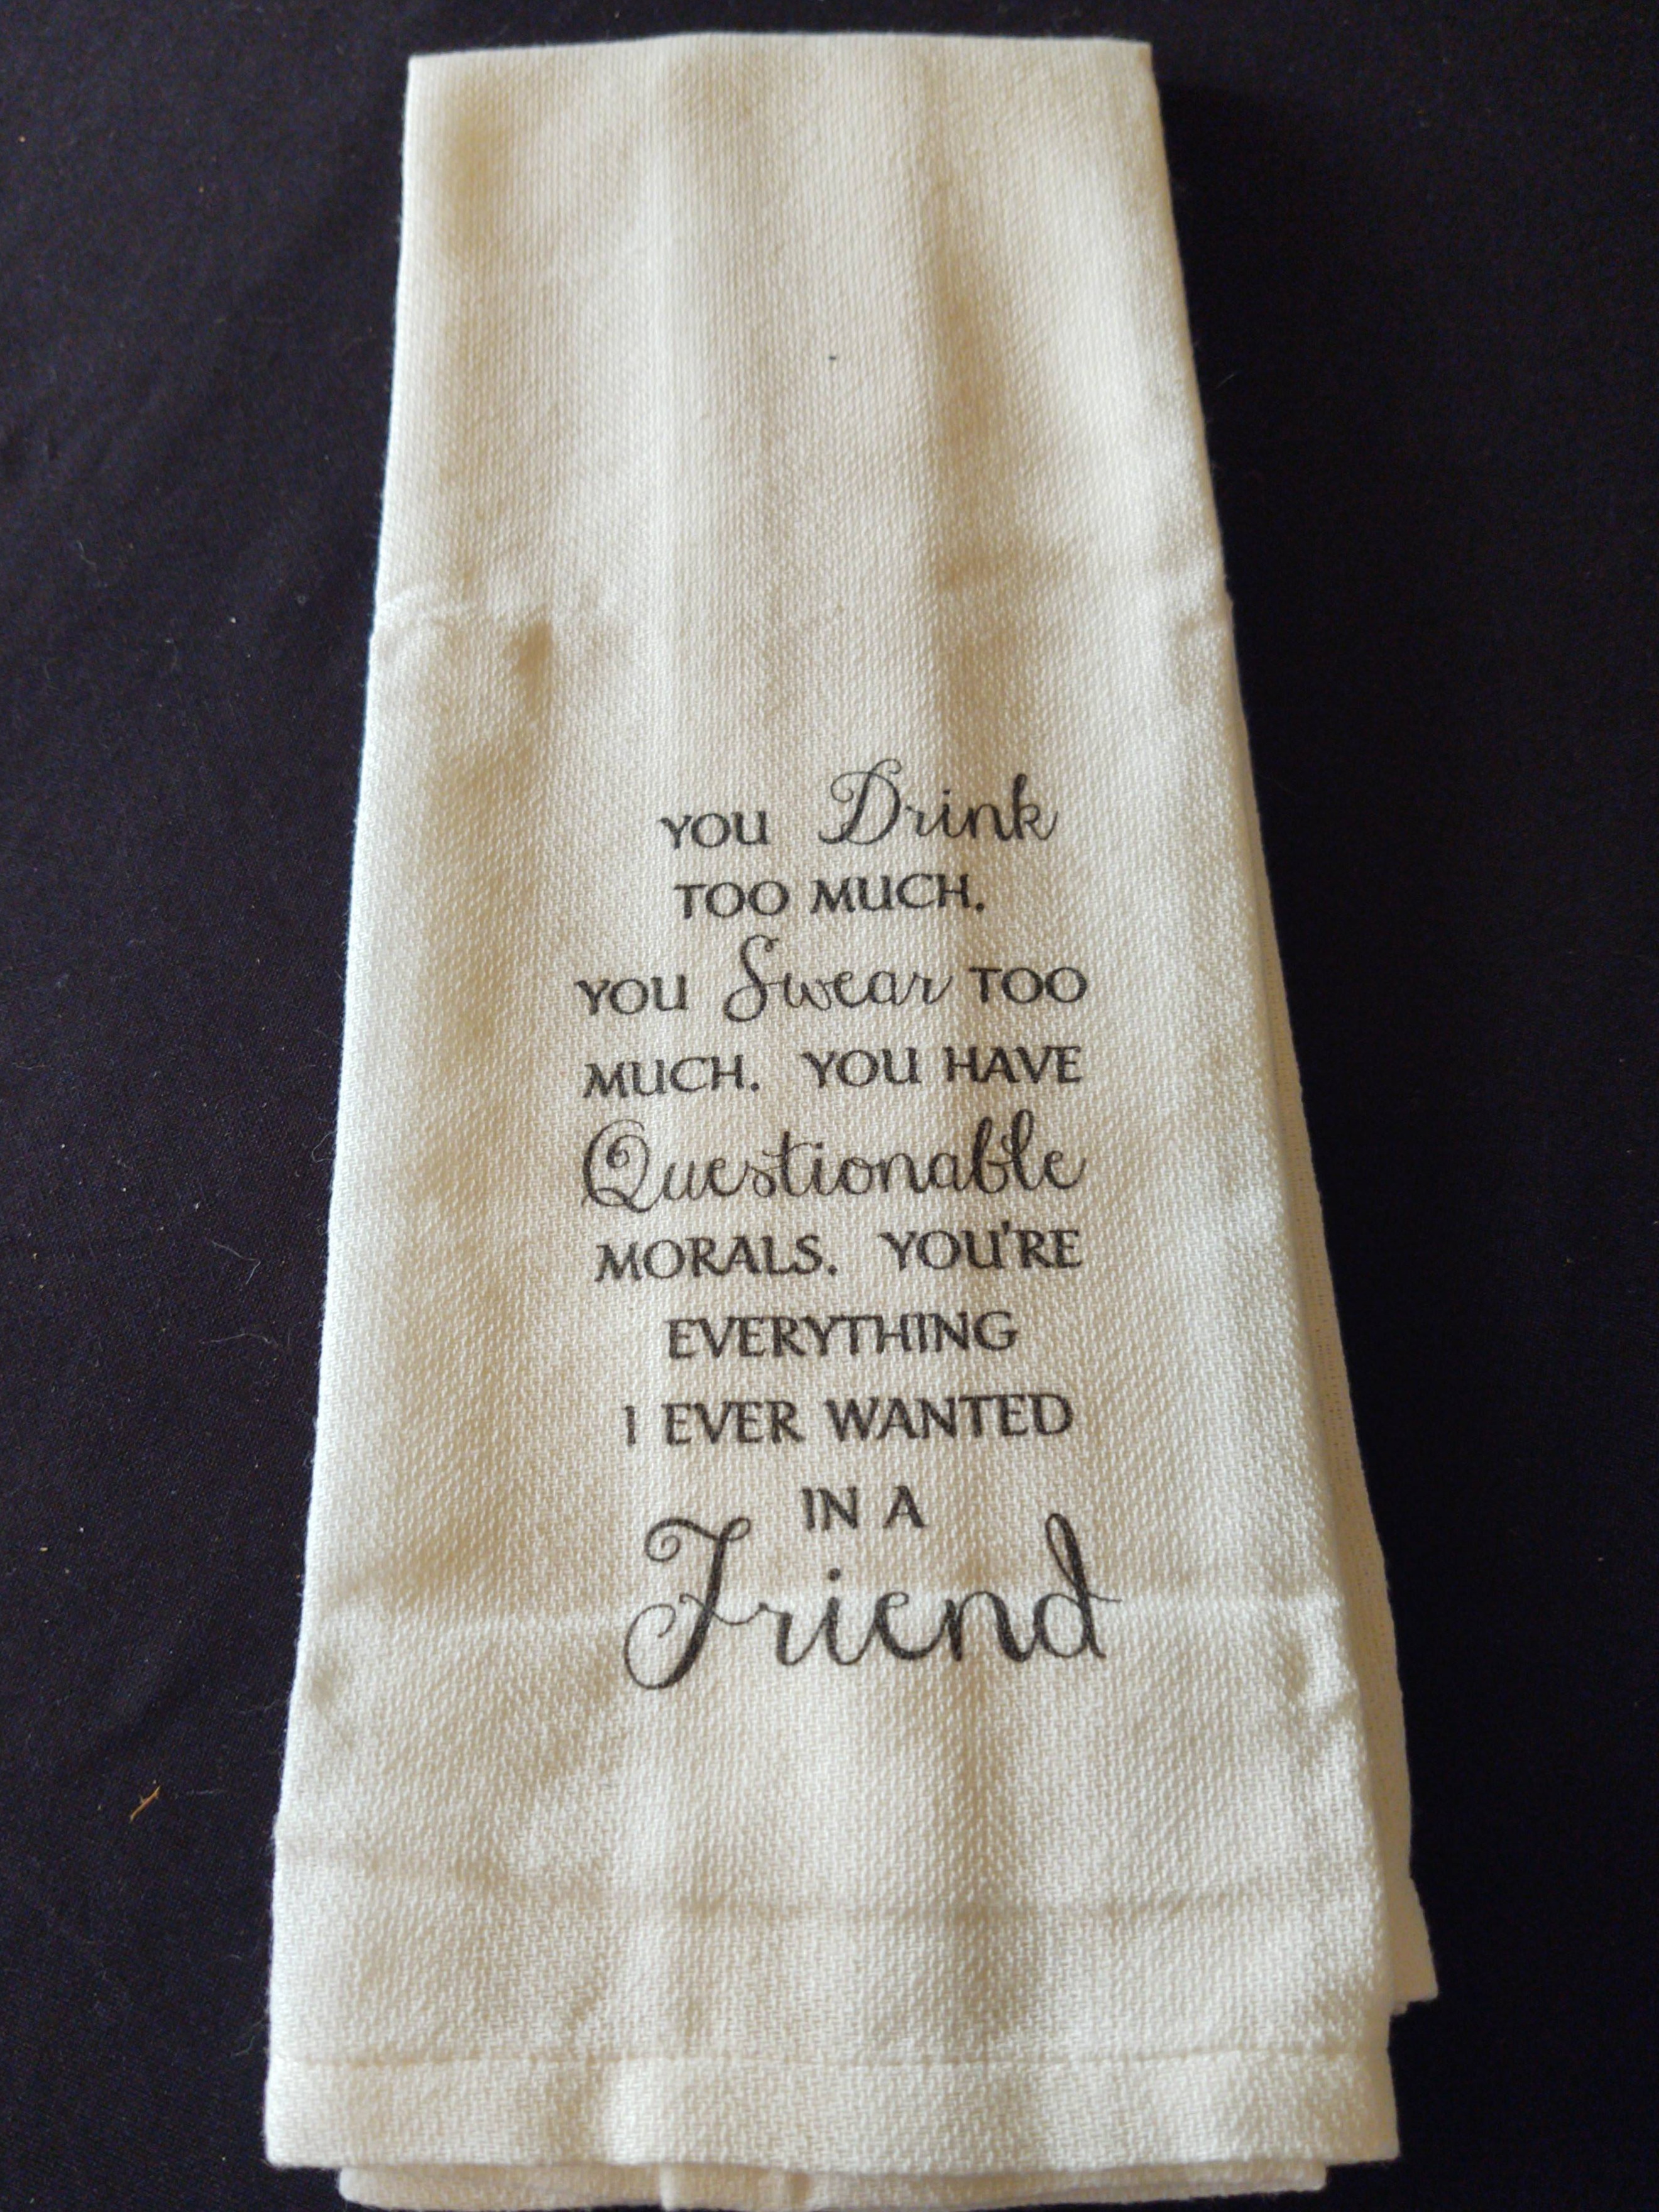 YOU Drink
TOO MUCH.
YOU Swear TOO
MUCH. YOU HAVE
Questionable
MORALS. YOU'RE
EVERYTHING
I EVER WANTED
IN A
Friend